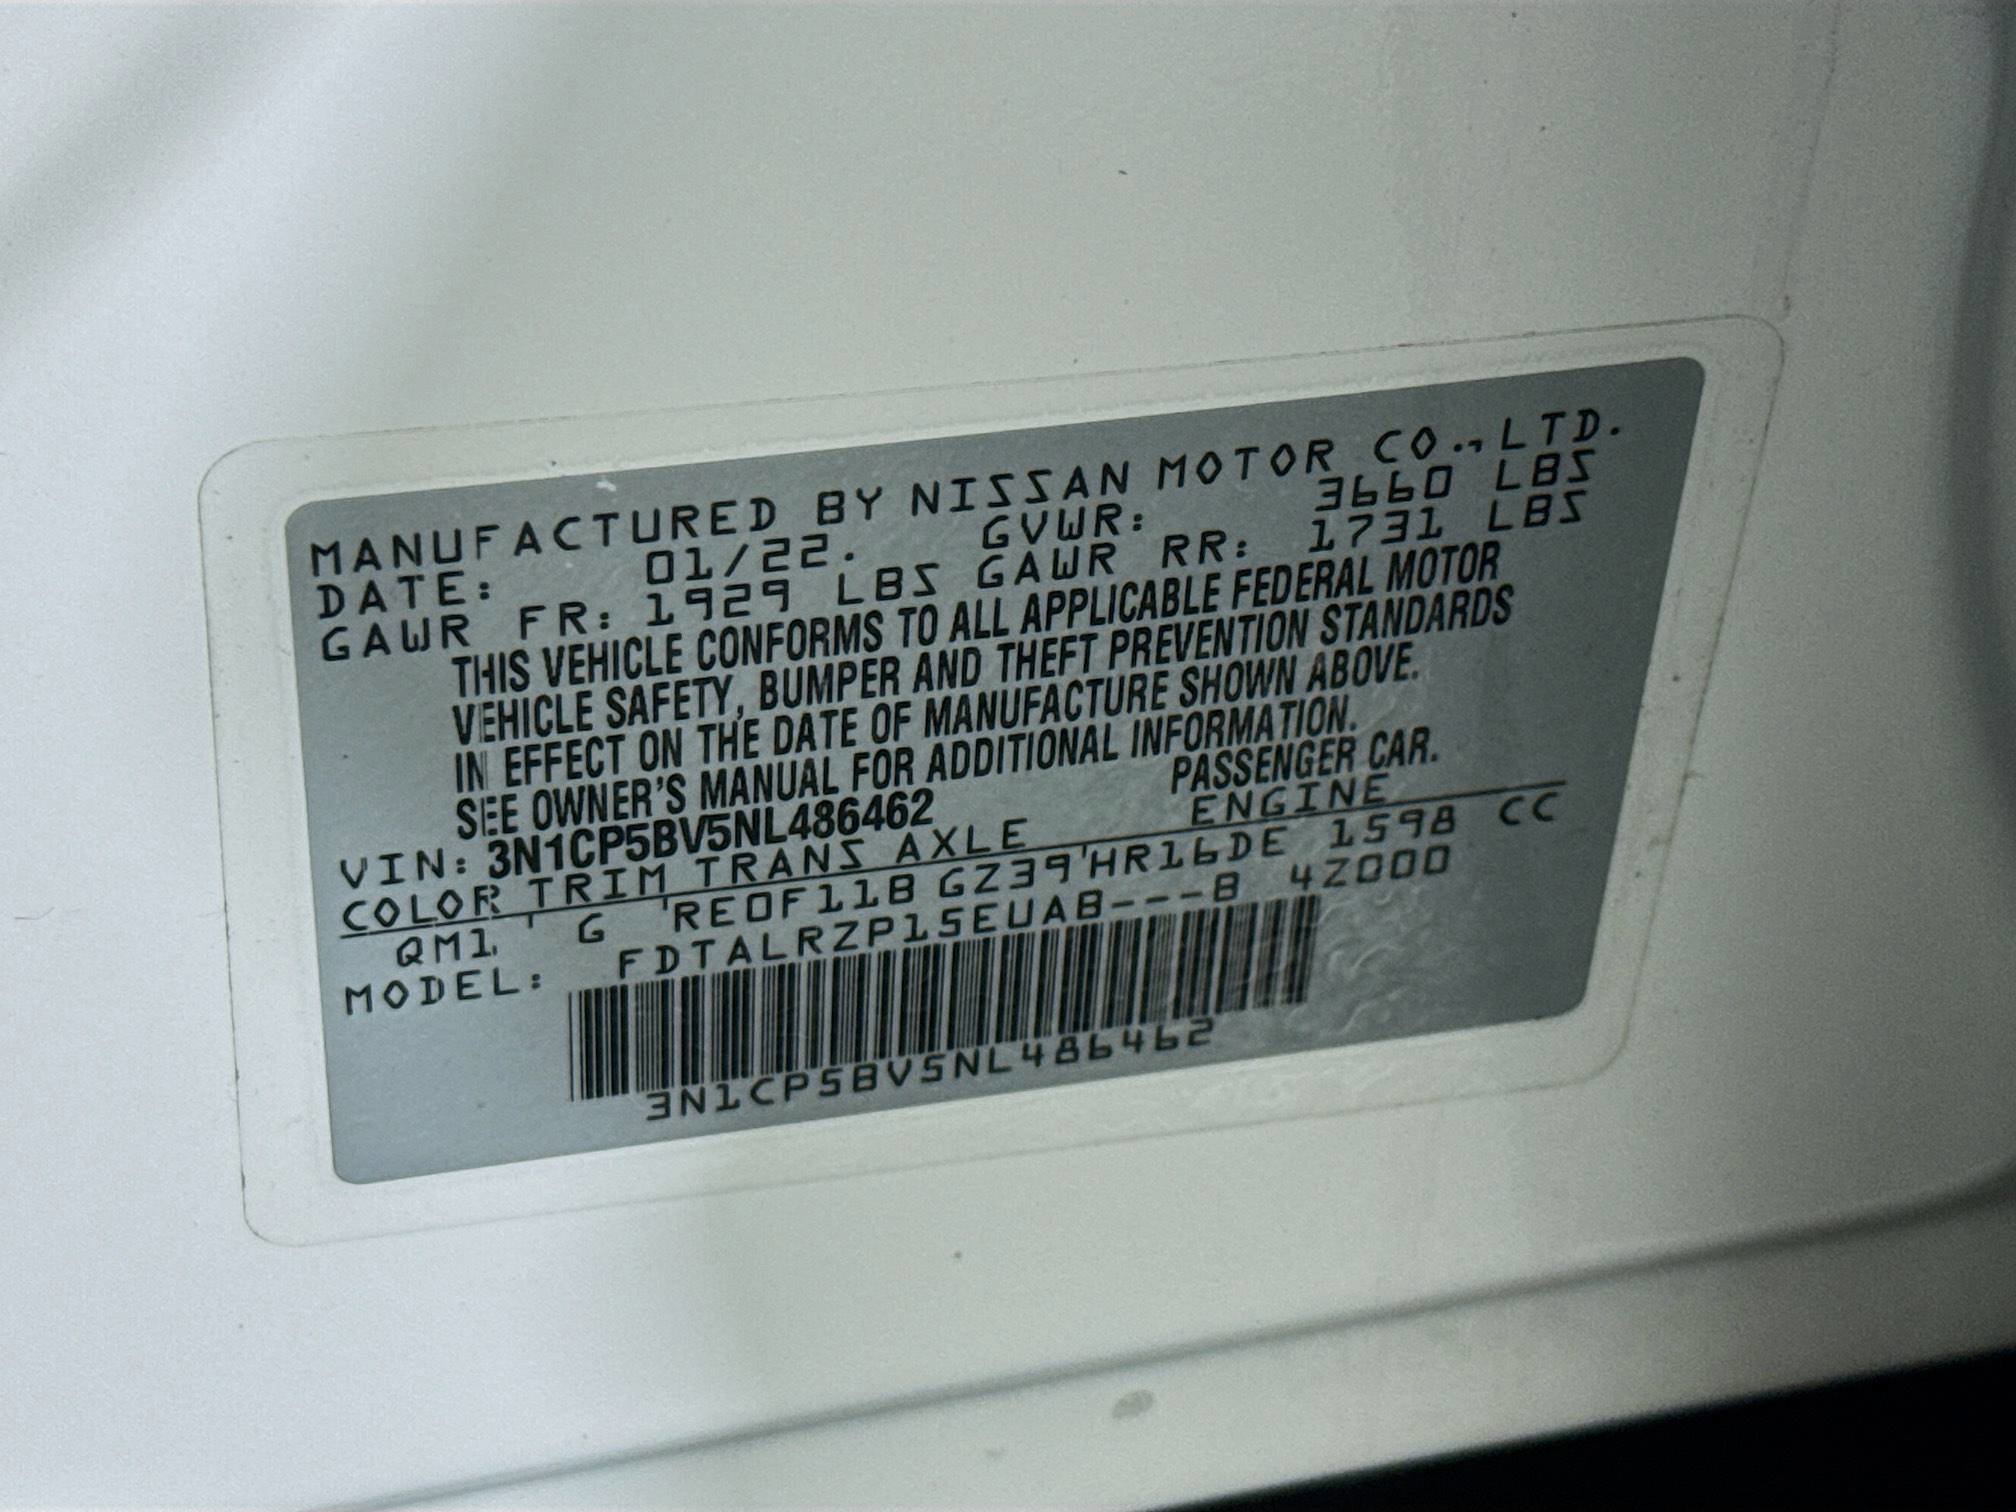 MANUFACTURED BY NISSAN MOTOR CO.,LTD.
DATE: 01/22. GVWR: 3660 LBS
GAWR FR: 1929 LBS GAWR RR: 1731 LBS
THIS VEHICLE CONFORMS TO ALL APPLICABLE FEDERAL MOTOR
VEHICLE SAFETY, BUMPER AND THEFT PREVENTION STANDARDS
IN EFFECT ON THE DATE OF MANUFACTURE SHOWN ABOVE.
SEE OWNER'S MANUAL FOR ADDITIONAL INFORMATION.
PASSENGER CAR.
VIN: 3N1CP5BV5NL486462
COLOR TRIM TRANS AXLE ENGINE
QM1 ' G 'RE0F11B GZ39'HR16DE 1598 CC
MODEL: FDTALRZP15EUAB---B 4Z000
3N1CP5BV5NL486462